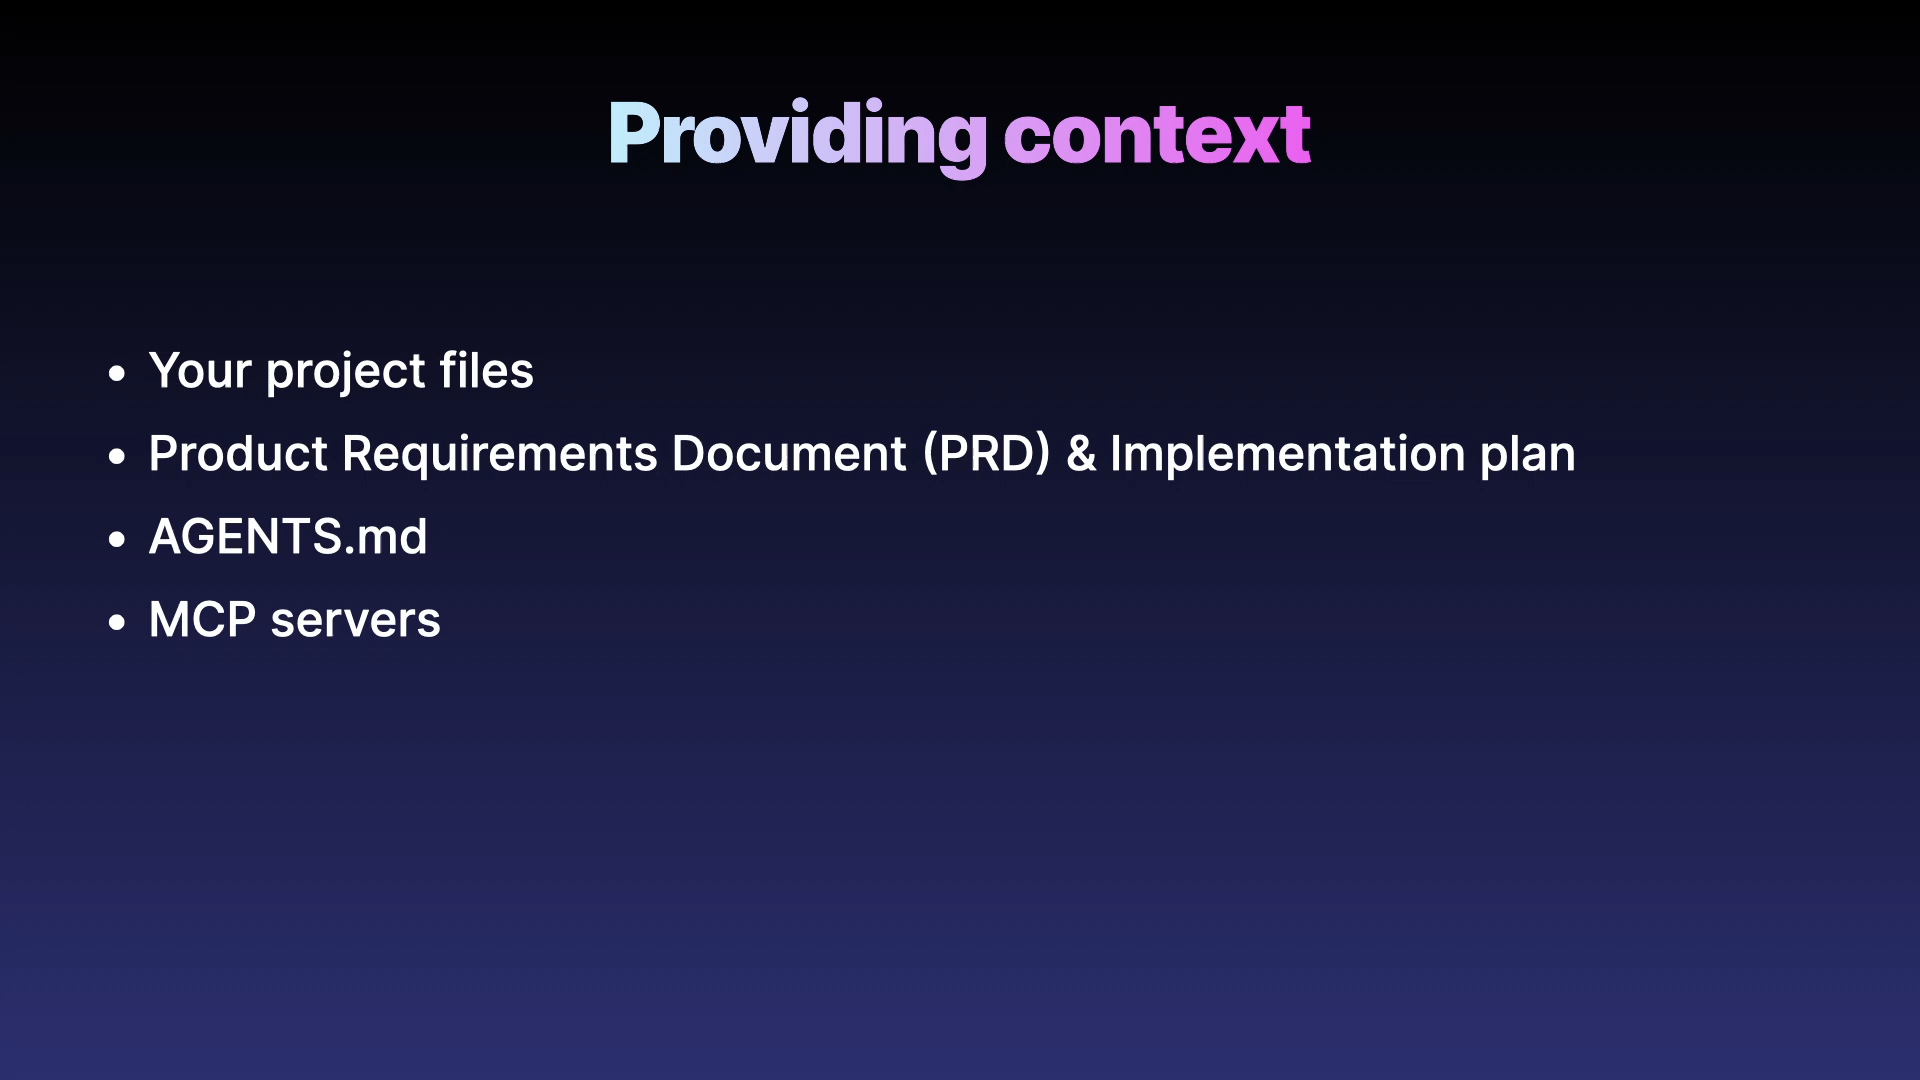 Providing context
• Your project files
• Product Requirements Document (PRD) & Implementation plan
• AGENTS.md
• MCP servers